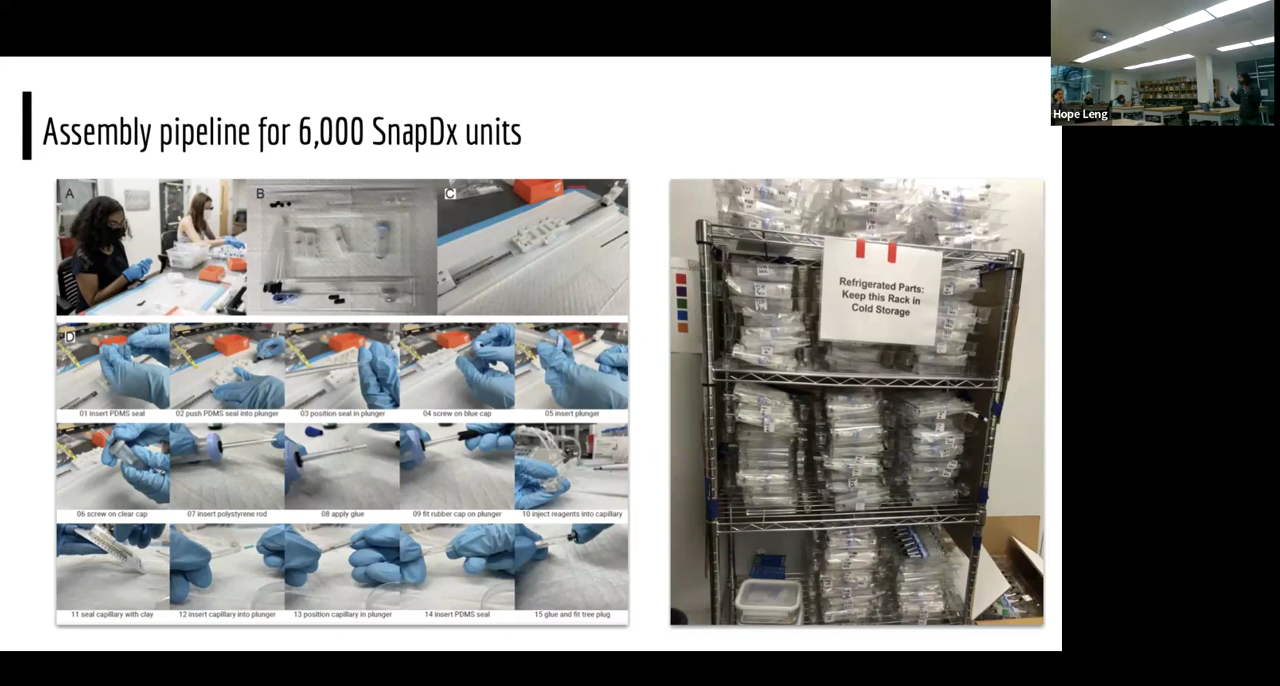 Hope Leng
Assembly pipeline for 6,000 SnapDx units
A
B
C
D
01 insert PDMS seal
02 push PDMS seal into plunger
03 position seal in plunger
04 screw on blue cap
05 insert plunger
06 screw on clear cap
07 insert polystyrene rod
08 apply glue
09 fit rubber cap on plunger
10 inject reagents into capillary
11 seal capillary with clay
12 insert capillary into plunger
13 position capillary in plunger
14 insert PDMS seal
15 glue and fit tree plug
Refrigerated Parts:
Keep this Rack in
Cold Storage